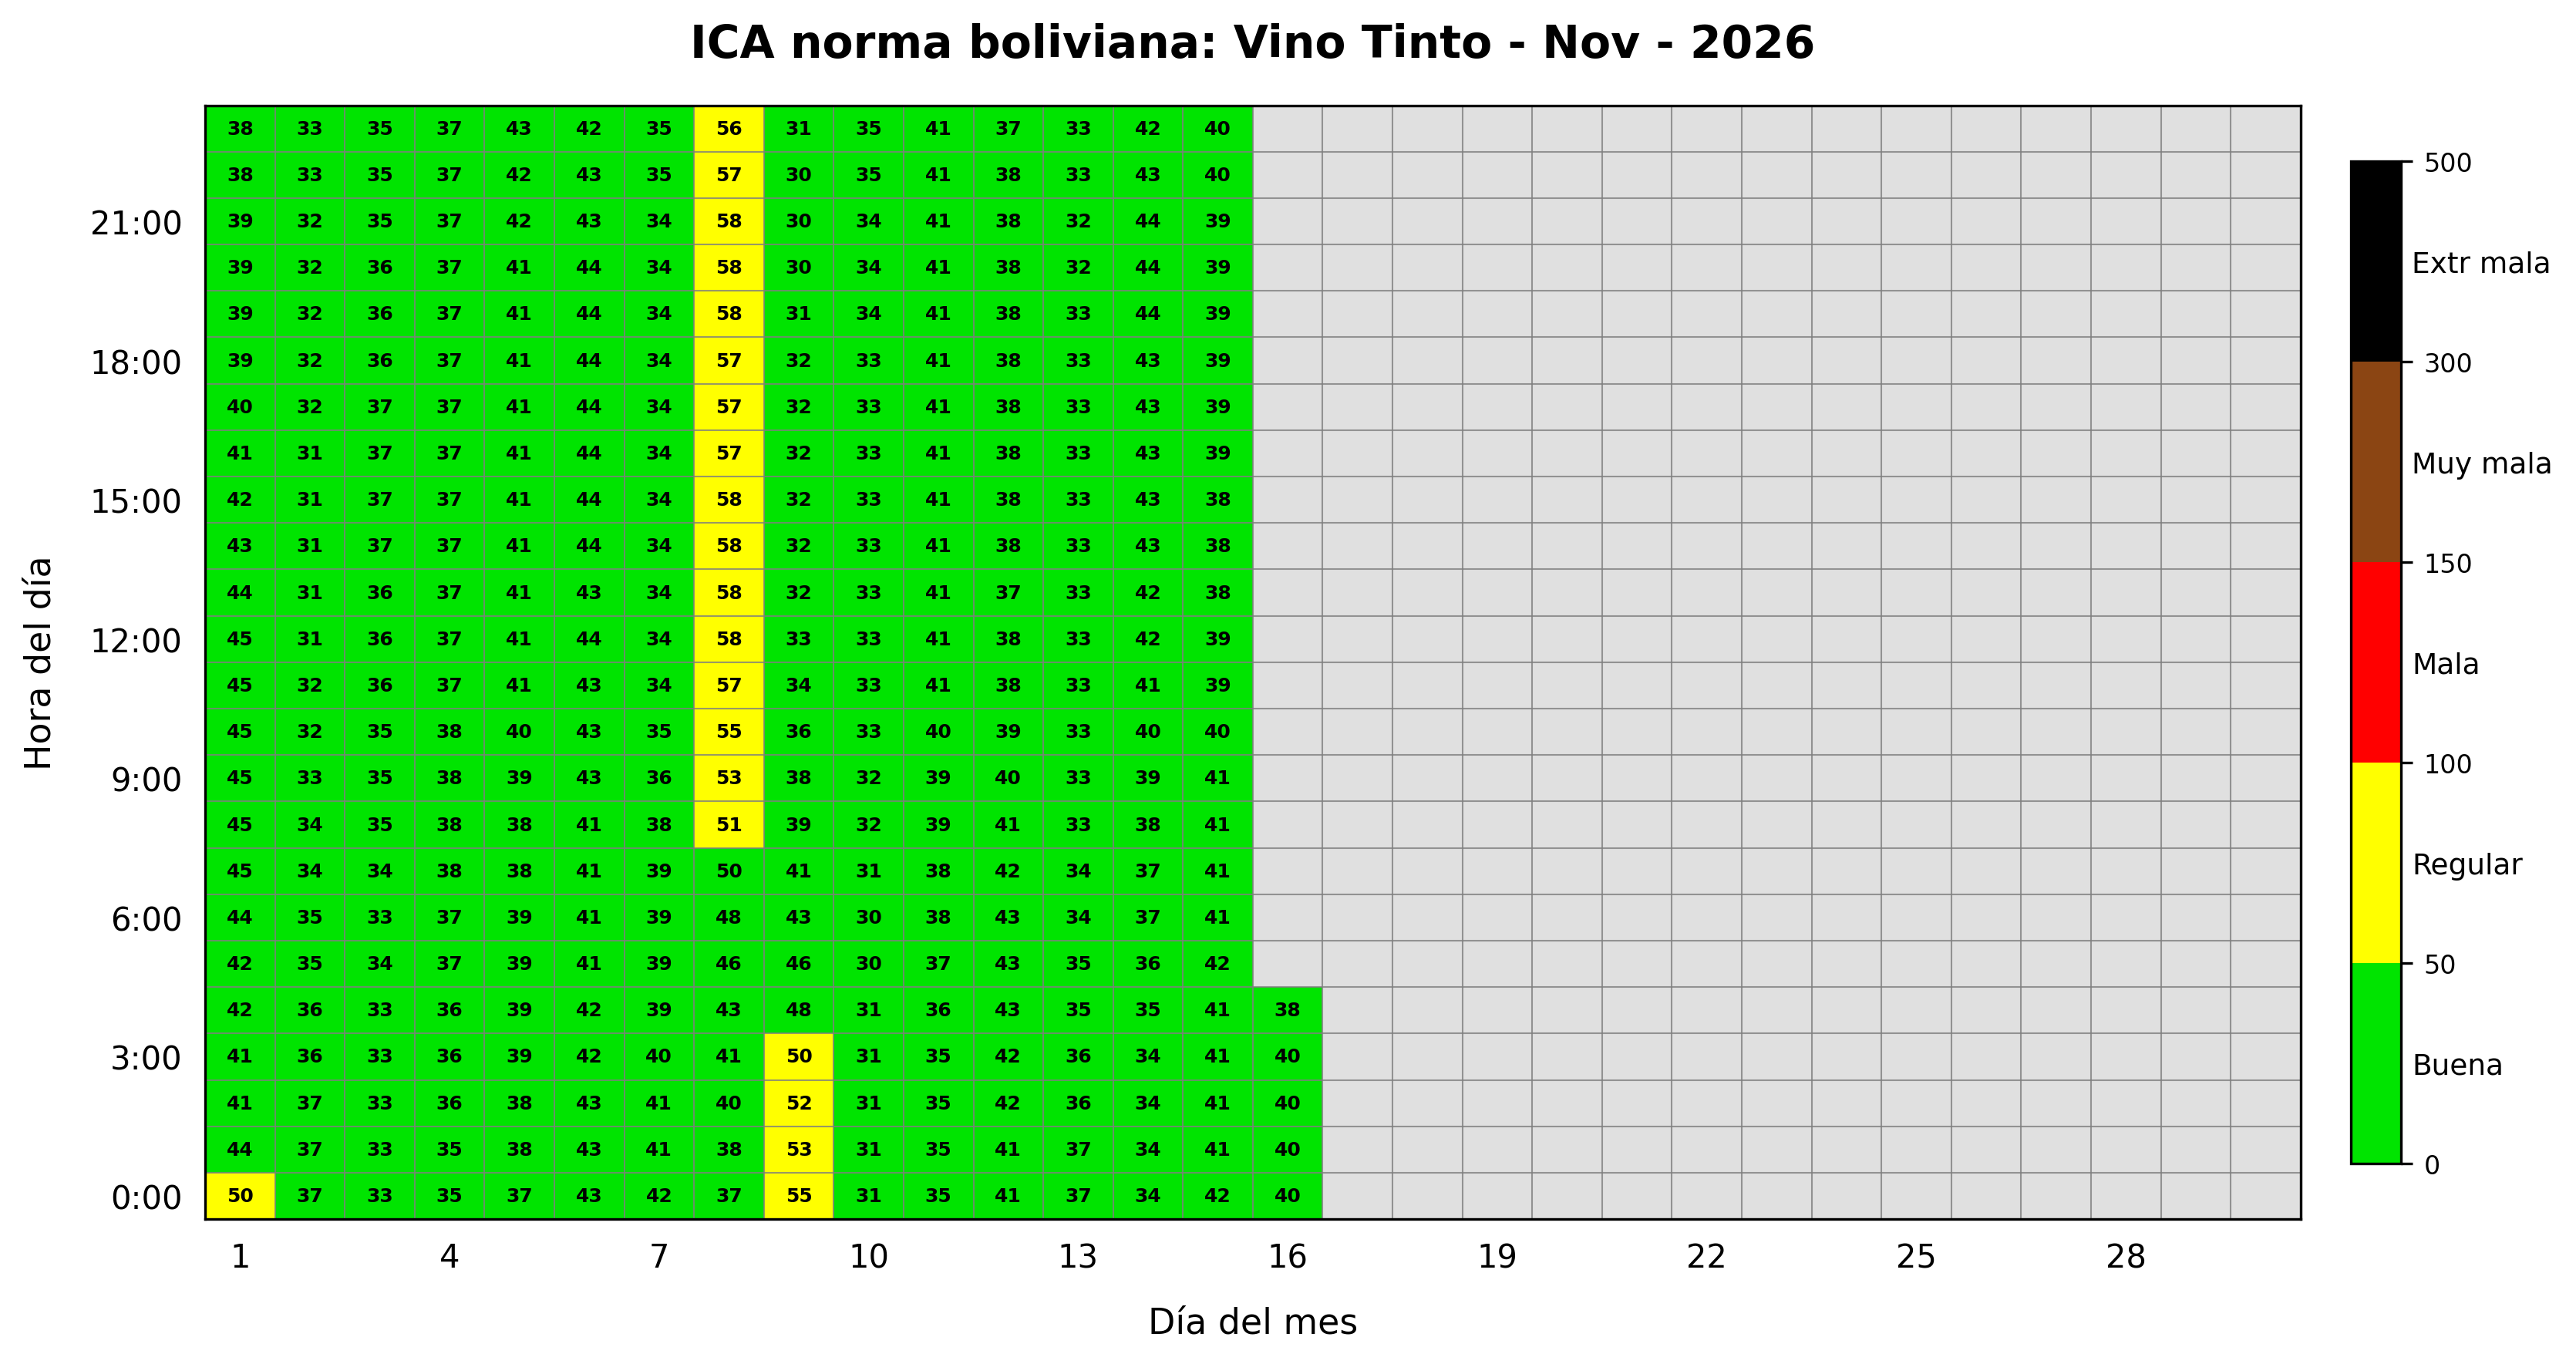 ICA norma boliviana: Vino Tinto - Nov - 2026
38 33 35 37 43 42 35 56 31 35 41 37 33 42 40
38 33 35 37 42 43 35 57 30 35 41 38 33 43 40
21:00 39 32 35 37 42 43 34 58 30 34 41 38 32 44 39
39 32 36 37 41 44 34 58 30 34 41 38 32 44 39
39 32 36 37 41 44 34 58 31 34 41 38 33 44 39
18:00 39 32 36 37 41 44 34 57 32 33 41 38 33 43 39
40 32 37 37 41 44 34 57 32 33 41 38 33 43 39
41 31 37 37 41 44 34 57 32 33 41 38 33 43 39
15:00 42 31 37 37 41 44 34 58 32 33 41 38 33 43 38
43 31 37 37 41 44 34 58 32 33 41 38 33 43 38
44 31 36 37 41 43 34 58 32 33 41 37 33 42 38
12:00 45 31 36 37 41 44 34 58 33 33 41 38 33 42 39
45 32 36 37 41 43 34 57 34 33 41 38 33 41 39
45 32 35 38 40 43 35 55 36 33 40 39 33 40 40
9:00 45 33 35 38 39 43 36 53 38 32 39 40 33 39 41
45 34 35 38 38 41 38 51 39 32 39 41 33 38 41
45 34 34 38 38 41 39 50 41 31 38 42 34 37 41
6:00 44 35 33 37 39 41 39 48 43 30 38 43 34 37 41
42 35 34 37 39 41 39 46 46 30 37 43 35 36 42
42 36 33 36 39 42 39 43 48 31 36 43 35 35 41 38
3:00 41 36 33 36 39 42 40 41 50 31 35 42 36 34 41 40
41 37 33 36 38 43 41 40 52 31 35 42 36 34 41 40
44 37 33 35 38 43 41 38 53 31 35 41 37 34 41 40
0:00 50 37 33 35 37 43 42 37 55 31 35 41 37 34 42 40
1 4 7 10 13 16 19 22 25 28
Día del mes
Hora del día
500
Extr mala
300
Muy mala
150
Mala
100
Regular
50
Buena
0